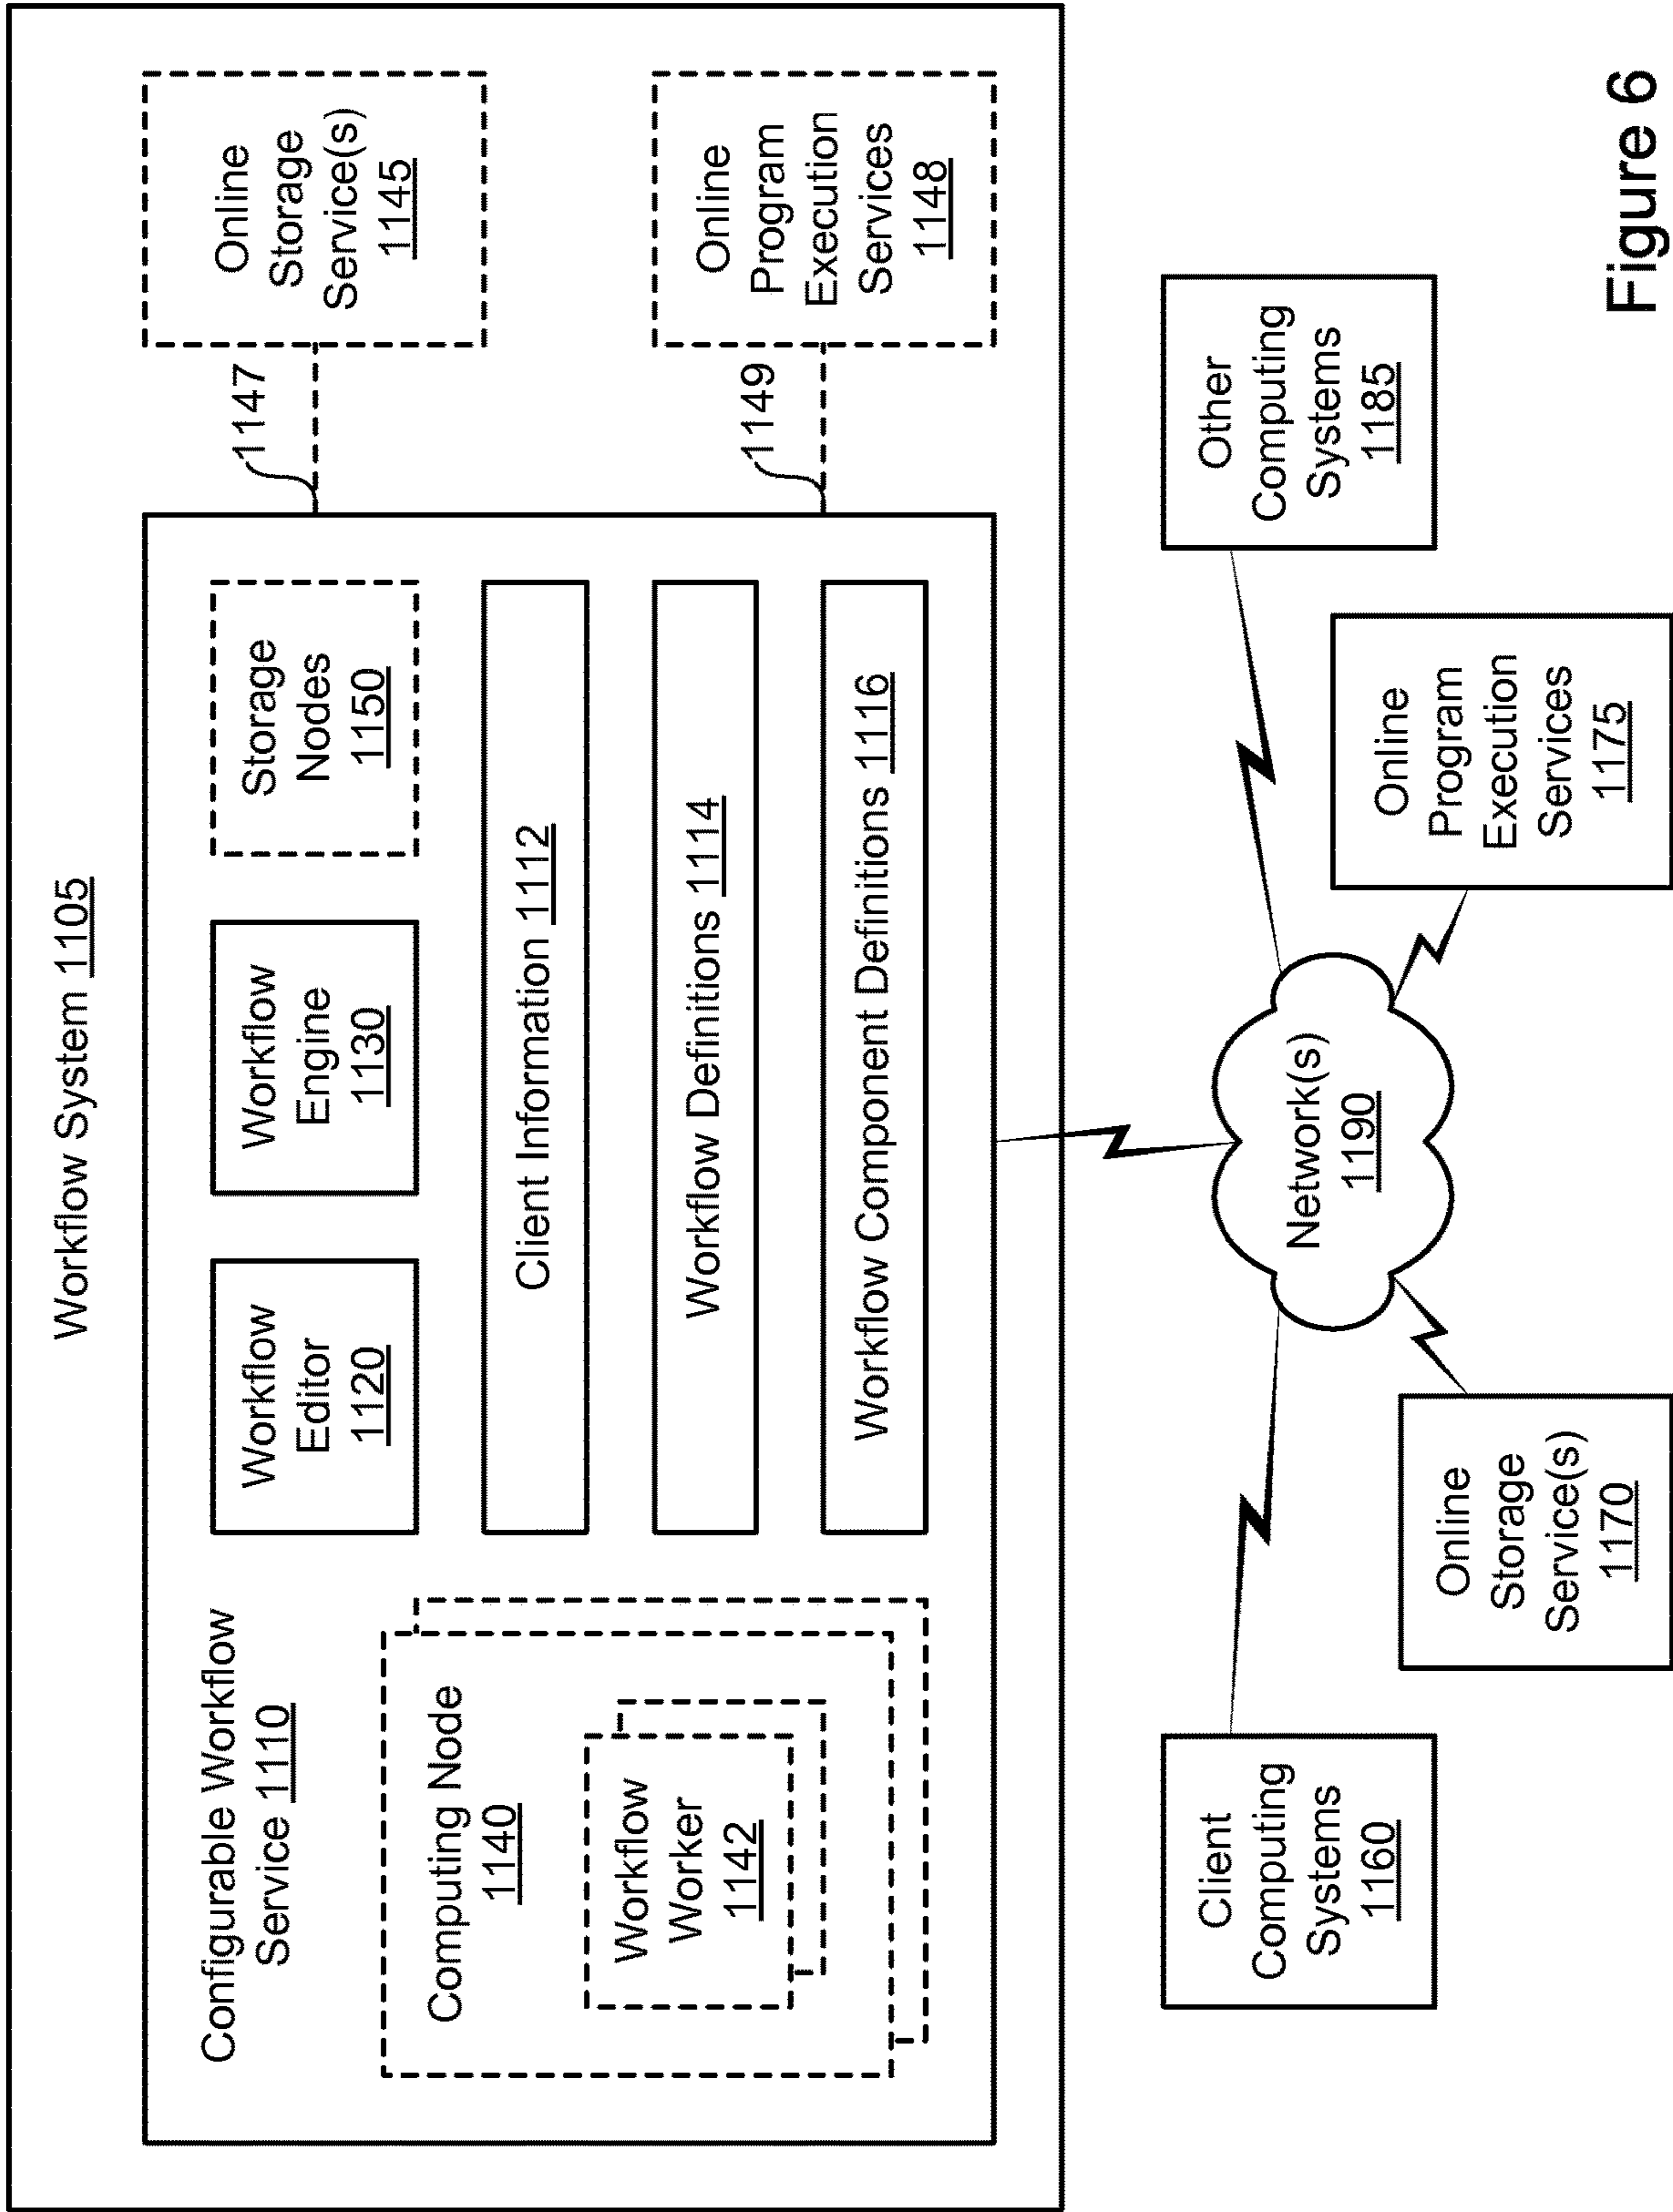 Workflow System 1105
Configurable Workflow
Service 1110
Computing Node
1140
Workflow
Worker
1142
Workflow
Editor
1120
Workflow
Engine
1130
Storage
Nodes
1150
Client Information 1112
Workflow Definitions 1114
Workflow Component Definitions 1116
1147
Online
Storage
Service(s)
1145
1149
Online
Program
Execution
Services
1148
Client
Computing
Systems
1160
Online
Storage
Service(s)
1170
Network(s)
1190
Online
Program
Execution
Services
1175
Other
Computing
Systems
1185
Figure 6